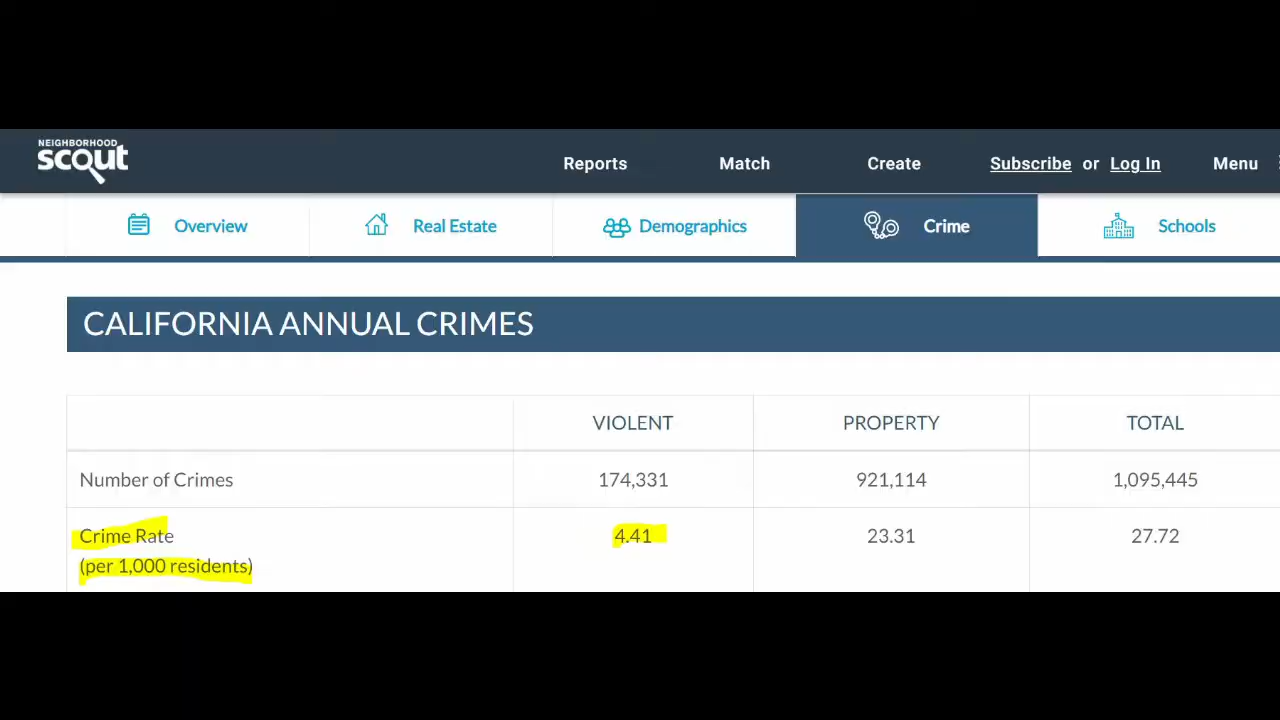 NEIGHBORHOOD
scout
Reports Match Create Subscribe or Log In Menu
Overview Real Estate Demographics Crime Schools
CALIFORNIA ANNUAL CRIMES
VIOLENT PROPERTY TOTAL
Number of Crimes 174,331 921,114 1,095,445
Crime Rate 4.41 23.31 27.72
(per 1,000 residents)